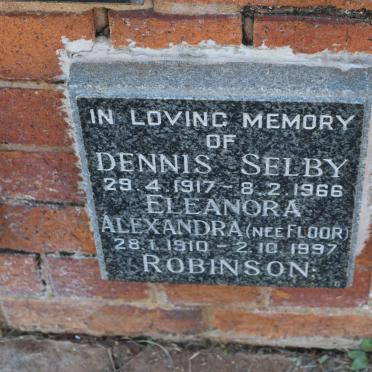 IN LOVING MEMORY
OF
DENNIS SELBY
29.4.1917 - 8.2.1966
ELEANORA
ALEXANDRA (NEE FLOOR)
28.1.1910 - 2.10.1997
ROBINSON